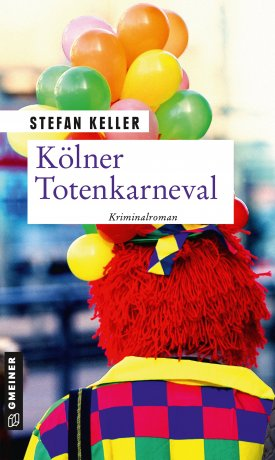 STEFAN KELLER
Kölner
Totenkarneval
Kriminalroman
GMEINER